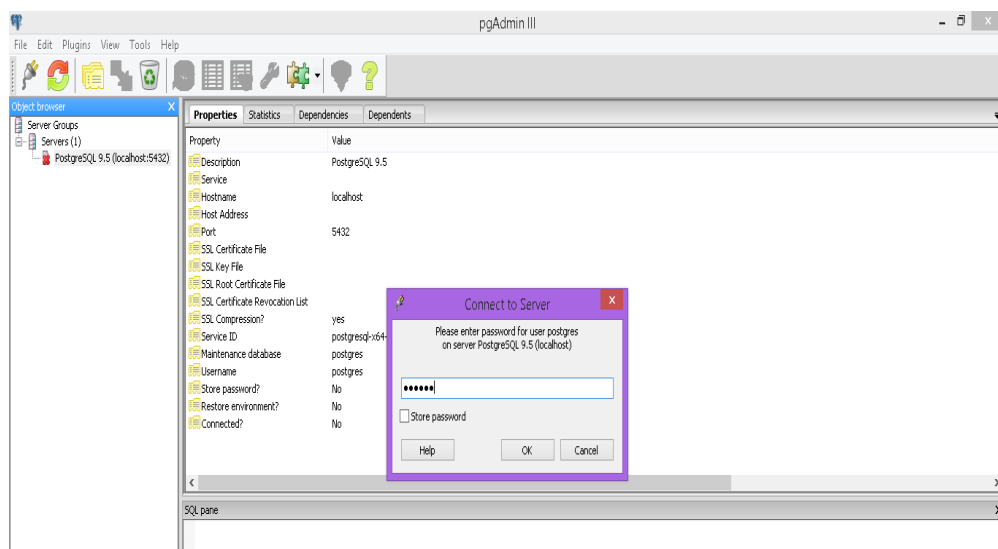 pgAdmin III
File Edit Plugins View Tools Help
Object browser X
Server Groups
Servers (1)
PostgreSQL 9.5 (localhost:5432)
Properties Statistics Dependencies Dependents
Property Value
Description PostgreSQL 9.5
Service
Hostname localhost
Host Address
Port 5432
SSL Certificate File
SSL Key File
SSL Root Certificate File
SSL Certificate Revocation List
SSL Compression? yes
Service ID postgresql-x64-
Maintenance database postgres
Username postgres
Store password? No
Restore environment? No
Connected? No
Connect to Server
Please enter password for user postgres
on server PostgreSQL 9.5 (localhost)
••••••
Store password
Help OK Cancel
SQL pane